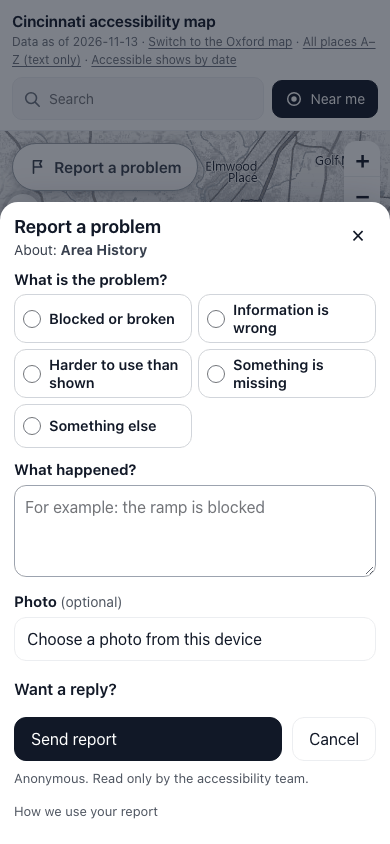 Cincinnati accessibility map
Data as of 2026-11-13 · Switch to the Oxford map · All places A–
Z (text only) · Accessible shows by date
Search
Near me
Report a problem
Elmwood
Place
+
−
Report a problem
About: Area History
×
What is the problem?
Blocked or broken
Information is
wrong
Harder to use than
shown
Something is
missing
Something else
What happened?
For example: the ramp is blocked
Photo (optional)
Choose a photo from this device
Want a reply?
Send report
Cancel
Anonymous. Read only by the accessibility team.
How we use your report